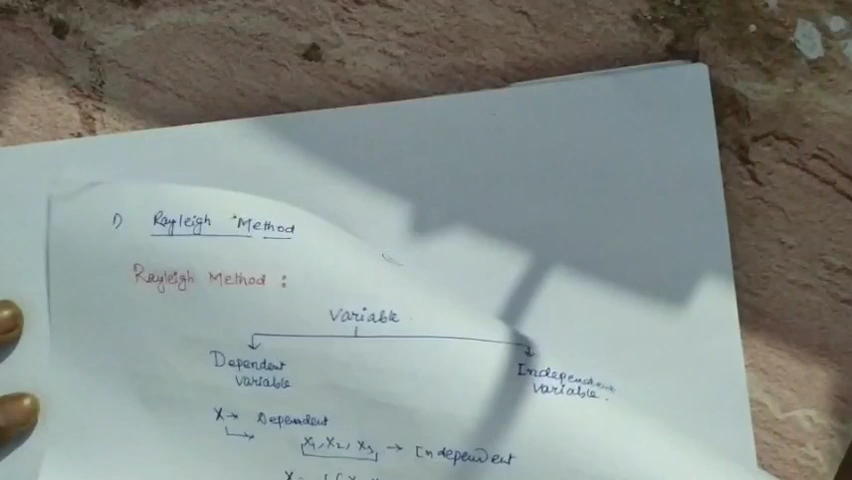 1) Rayleigh Method
Rayleigh Method :
Variable
Dependent variable
Independent variable.
X → Dependent
X1, X2, X3 → Independent